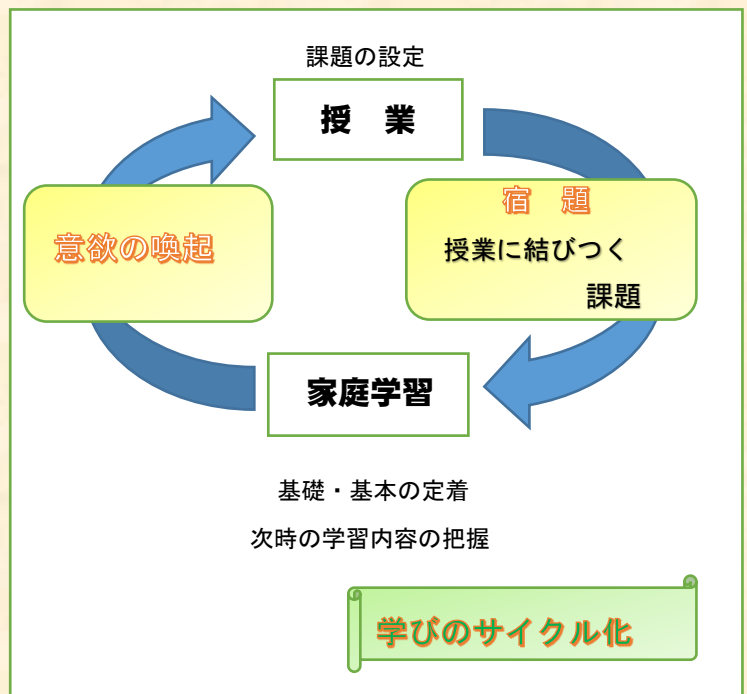 課題の設定
授　業
宿　題
意欲の喚起
授業に結びつく
課題
家庭学習
基礎・基本の定着
次時の学習内容の把握
学びのサイクル化